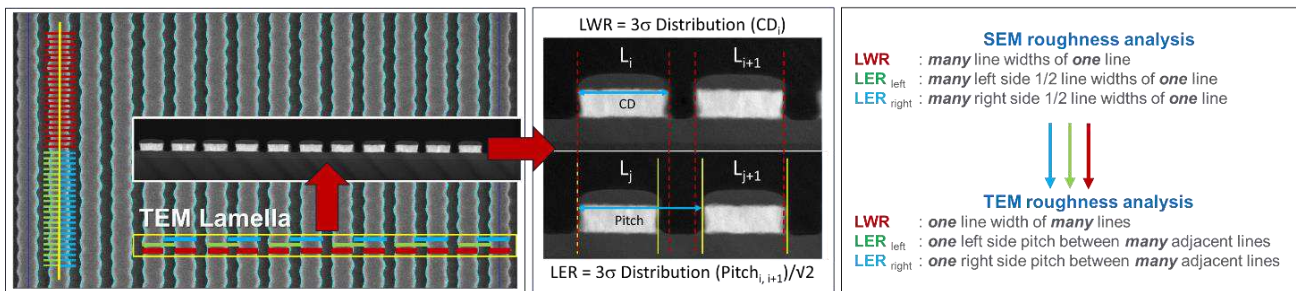 TEM Lamella
LWR = 3σ Distribution (CDᵢ)
Lᵢ
Lᵢ₊₁
CD
Lⱼ
Lⱼ₊₁
Pitch
LER = 3σ Distribution (Pitchᵢ, ᵢ₊₁)/√2
SEM roughness analysis
LWR : many line widths of one line
LER left : many left side 1/2 line widths of one line
LER right : many right side 1/2 line widths of one line
TEM roughness analysis
LWR : one line width of many lines
LER left : one left side pitch between many adjacent lines
LER right : one right side pitch between many adjacent lines